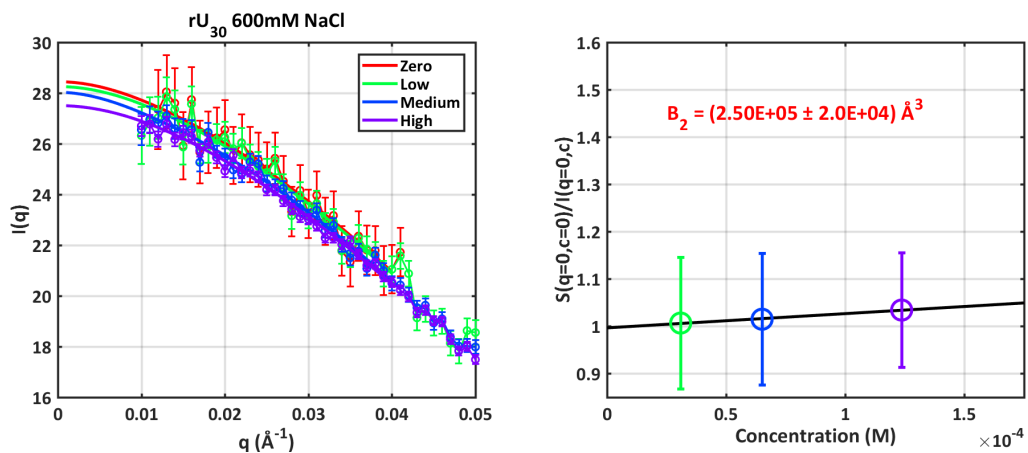 rU30 600mM NaCl
30
28
26
24
22
20
18
16
I(q)
Zero
Low
Medium
High
0
0.01
0.02
0.03
0.04
0.05
q (Å-1)
1.6
1.5
1.4
1.3
1.2
1.1
1
0.9
S(q=0,c=0)/I(q=0,c)
B2 = (2.50E+05 ± 2.0E+04) Å3
0
0.5
1
1.5
×10-4
Concentration (M)